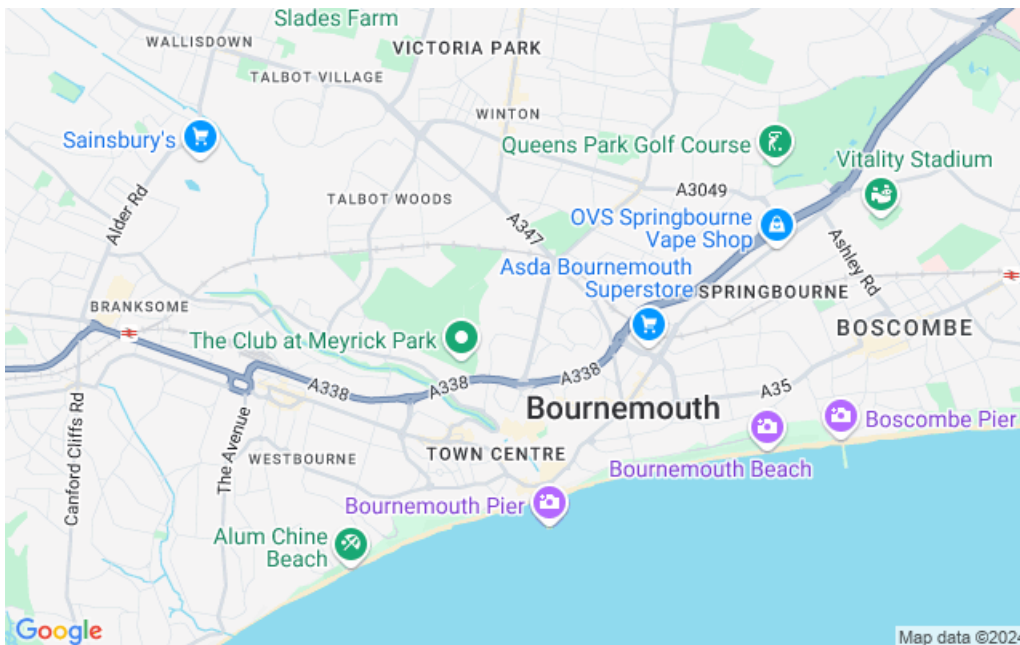 Slades Farm
WALLISDOWN
VICTORIA PARK
TALBOT VILLAGE
WINTON
Sainsbury's
Queens Park Golf Course
Vitality Stadium
A3049
TALBOT WOODS
Alder Rd
A347
OVS Springbourne
Vape Shop
Ashley Rd
Asda Bournemouth
Superstore
SPRINGBOURNE
BRANKSOME
BOSCOMBE
The Club at Meyrick Park
A338
A338
A338
A35
Bournemouth
Canford Cliffs Rd
The Avenue
Boscombe Pier
WESTBOURNE
TOWN CENTRE
Bournemouth Beach
Bournemouth Pier
Alum Chine
Beach
Google
Map data ©2024